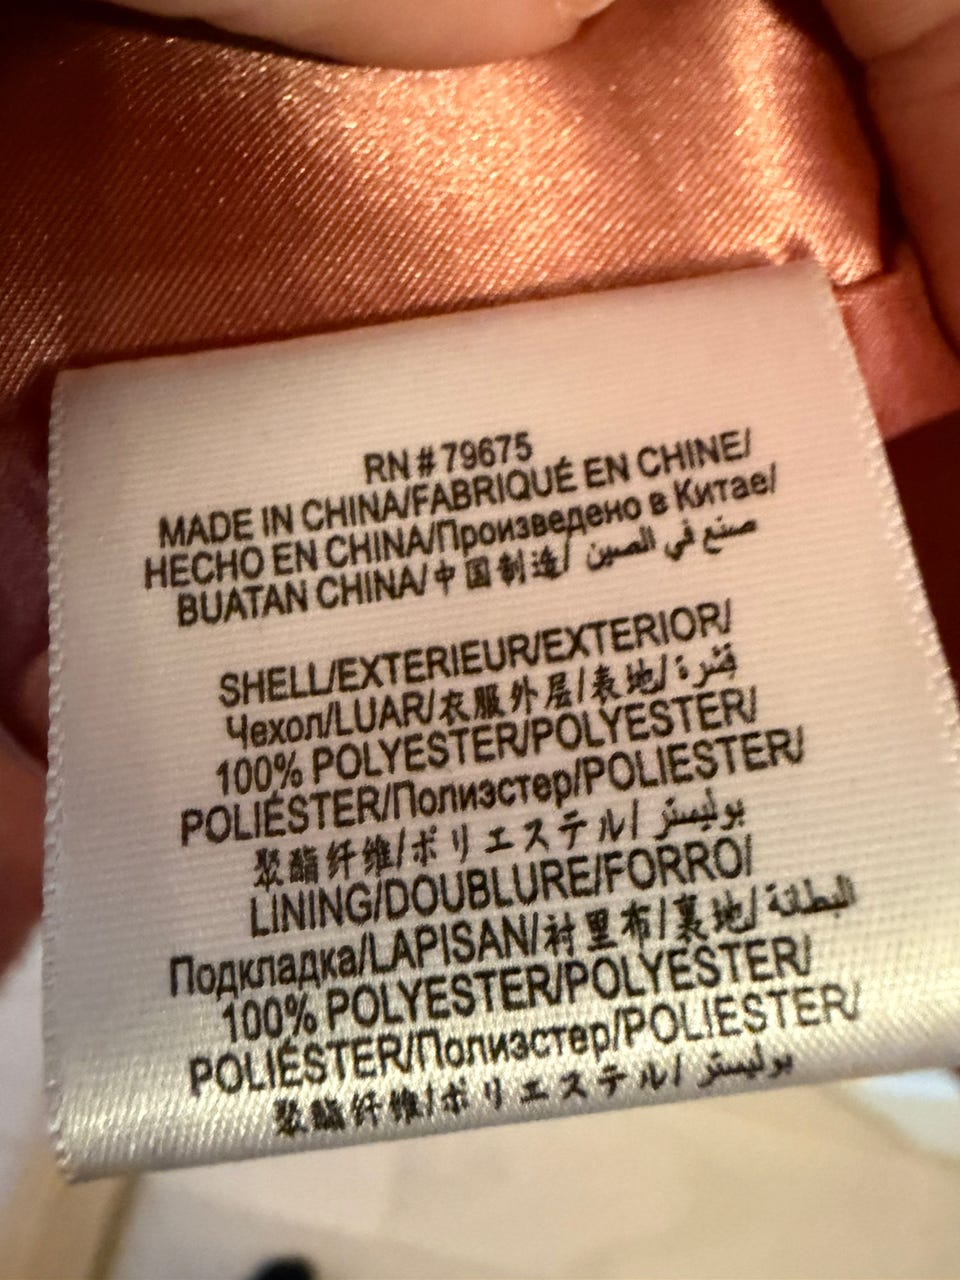 RN # 79675
MADE IN CHINA/FABRIQUÉ EN CHINE/
HECHO EN CHINA/Произведено в Китае/
BUATAN CHINA/中国制造/ صنع في الصين
SHELL/EXTERIEUR/EXTERIOR/
Чехол/LUAR/衣服外层/表地/ قشرة
100% POLYESTER/POLYESTER/
POLIÉSTER/Полиэстер/POLIESTER/
聚酯纤维/ポリエステル/ بوليستر
LINING/DOUBLURE/FORRO/
Подкладка/LAPISAN/衬里布/裏地/ البطانة
100% POLYESTER/POLYESTER/
POLIÉSTER/Полиэстер/POLIESTER/
聚酯纤维/ポリエステル/ بوليستر